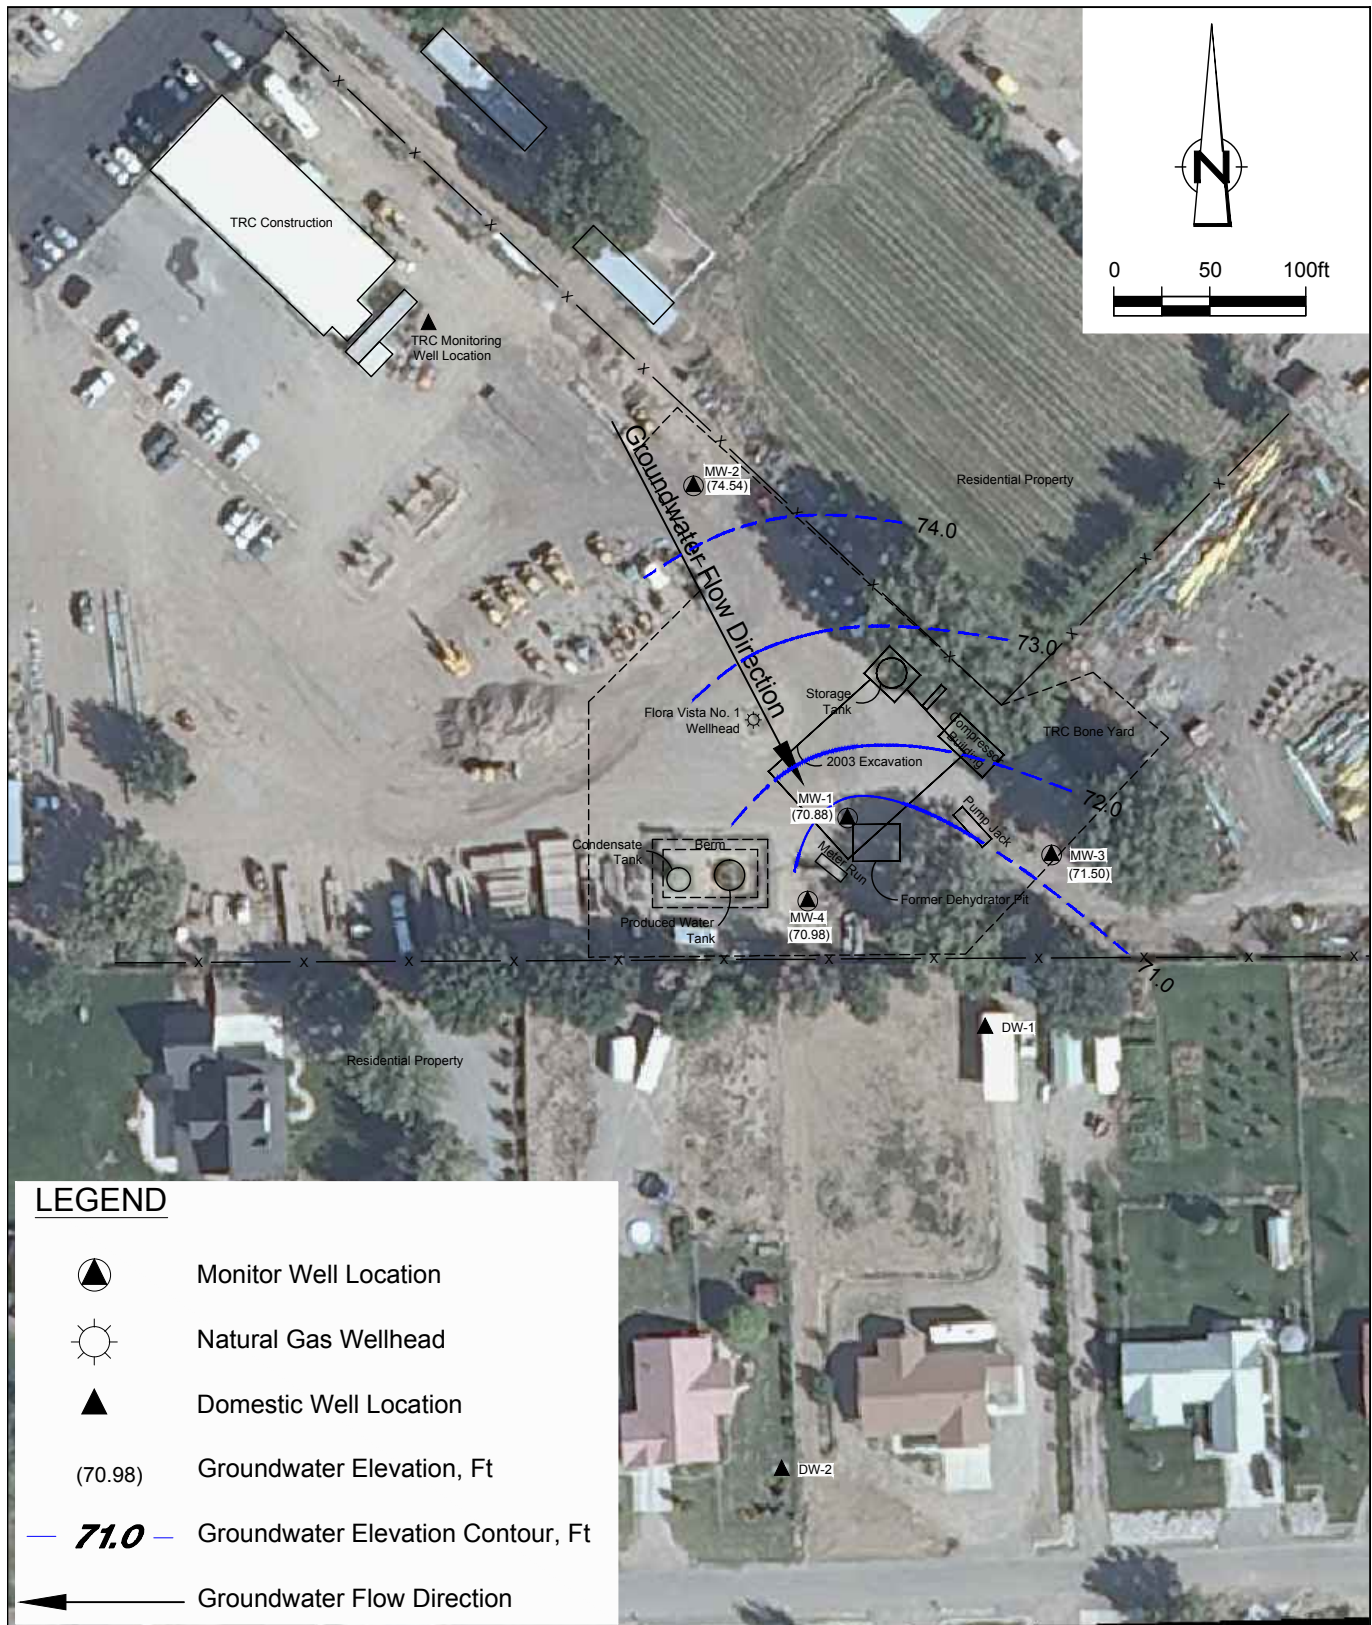 N
0 50 100ft
TRC Construction
TRC Monitoring
Well Location
Groundwater Flow Direction
MW-2
(74.54)
Residential Property
74.0
73.0
Storage
Tank
Flora Vista No. 1
Wellhead
Compressor
Building
TRC Bone Yard
2003 Excavation
72.0
MW-1
(70.88)
Pump Jack
Condensate
Tank
Berm
Meter Run
MW-3
(71.50)
Former Dehydrator Pit
Produced Water
Tank
MW-4
(70.98)
71.0
DW-1
Residential Property
DW-2
LEGEND
Monitor Well Location
Natural Gas Wellhead
Domestic Well Location
(70.98) Groundwater Elevation, Ft
71.0 Groundwater Elevation Contour, Ft
Groundwater Flow Direction